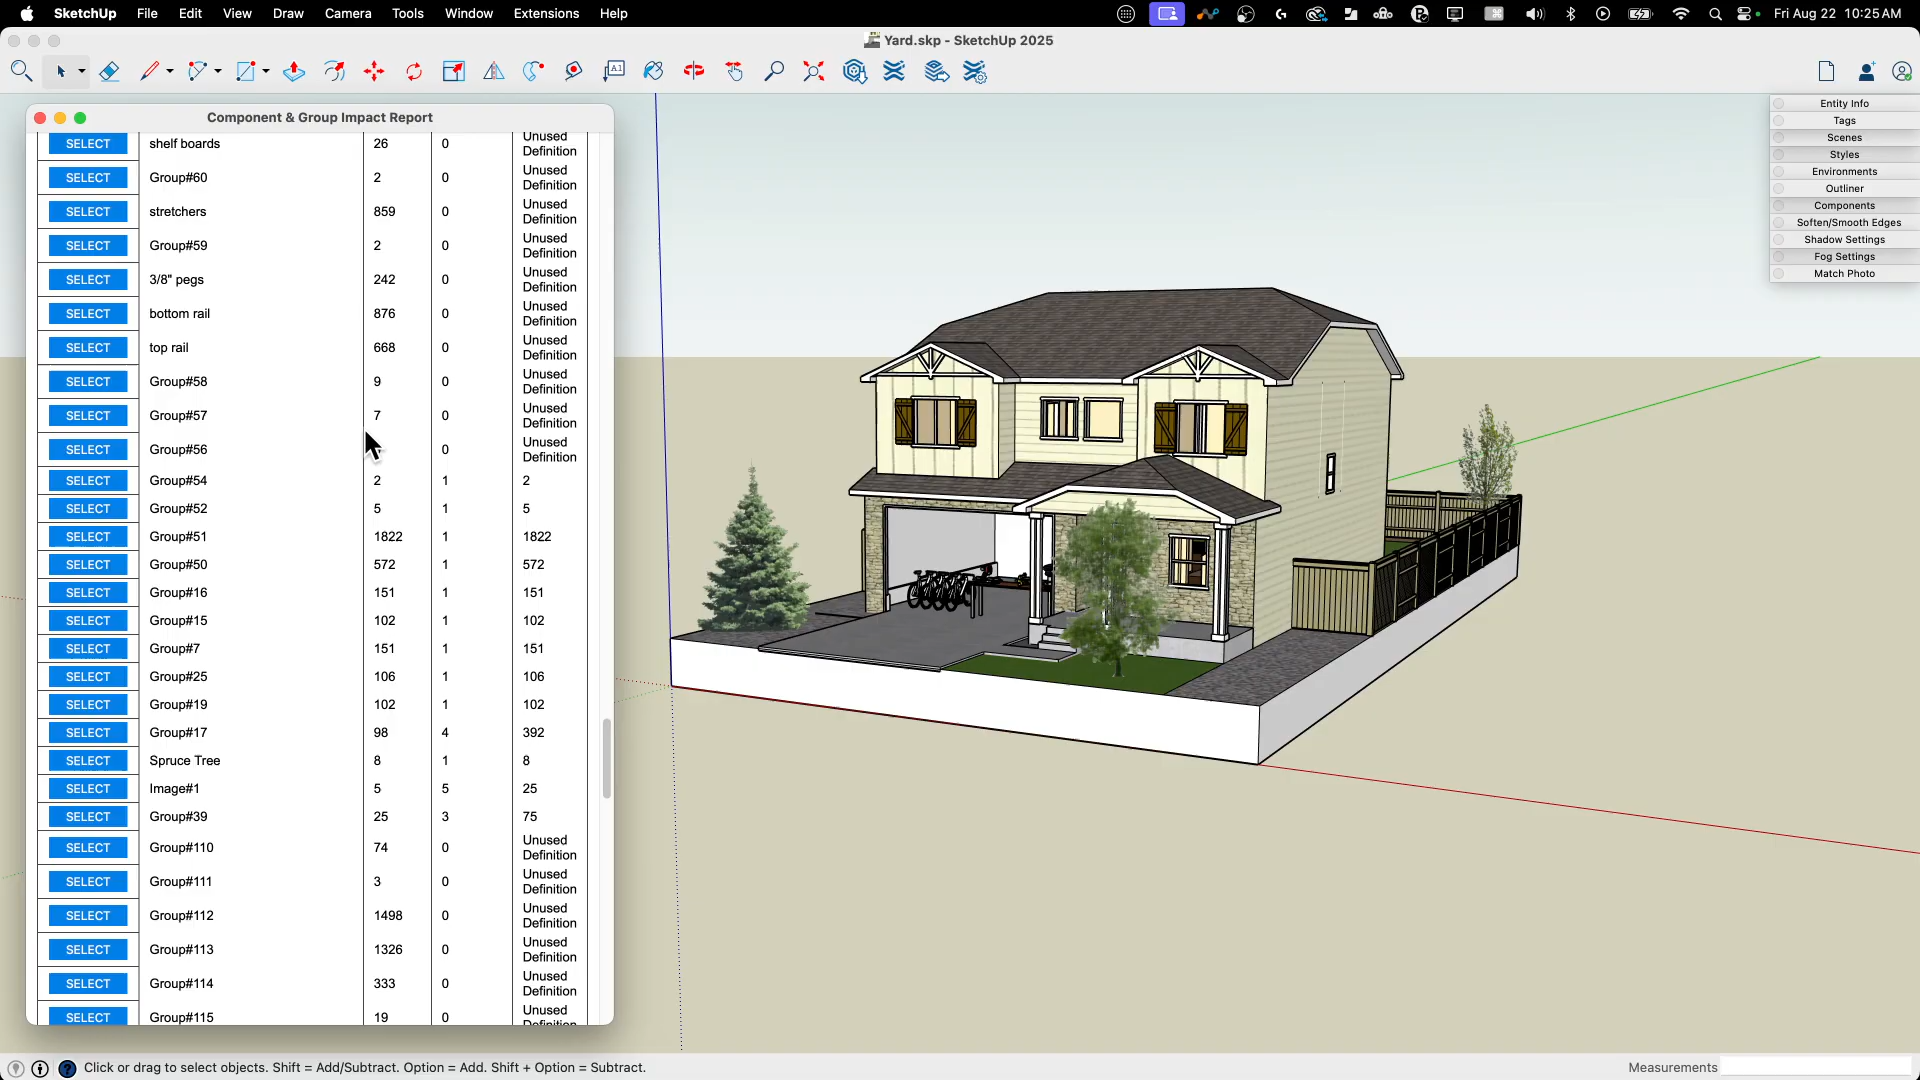 SketchUp File Edit View Draw Camera Tools Window Extensions Help Fri Aug 22 10:25 AM
Yard.skp - SketchUp 2025
A1
Component & Group Impact Report
SELECT shelf boards 26 0 Unused
Definition
SELECT Group#60 2 0 Unused
Definition
SELECT stretchers 859 0 Unused
Definition
SELECT Group#59 2 0 Unused
Definition
SELECT 3/8" pegs 242 0 Unused
Definition
SELECT bottom rail 876 0 Unused
Definition
SELECT top rail 668 0 Unused
Definition
SELECT Group#58 9 0 Unused
Definition
SELECT Group#57 7 0 Unused
Definition
SELECT Group#56 0 Unused
Definition
SELECT Group#54 2 1 2
SELECT Group#52 5 1 5
SELECT Group#51 1822 1 1822
SELECT Group#50 572 1 572
SELECT Group#16 151 1 151
SELECT Group#15 102 1 102
SELECT Group#7 151 1 151
SELECT Group#25 106 1 106
SELECT Group#19 102 1 102
SELECT Group#17 98 4 392
SELECT Spruce Tree 8 1 8
SELECT Image#1 5 5 25
SELECT Group#39 25 3 75
SELECT Group#110 74 0 Unused
Definition
SELECT Group#111 3 0 Unused
Definition
SELECT Group#112 1498 0 Unused
Definition
SELECT Group#113 1326 0 Unused
Definition
SELECT Group#114 333 0 Unused
Definition
SELECT Group#115 19 0 Unused
Definition
Entity Info
Tags
Scenes
Styles
Environments
Outliner
Components
Soften/Smooth Edges
Shadow Settings
Fog Settings
Match Photo
Click or drag to select objects. Shift = Add/Subtract. Option = Add. Shift + Option = Subtract.
Measurements